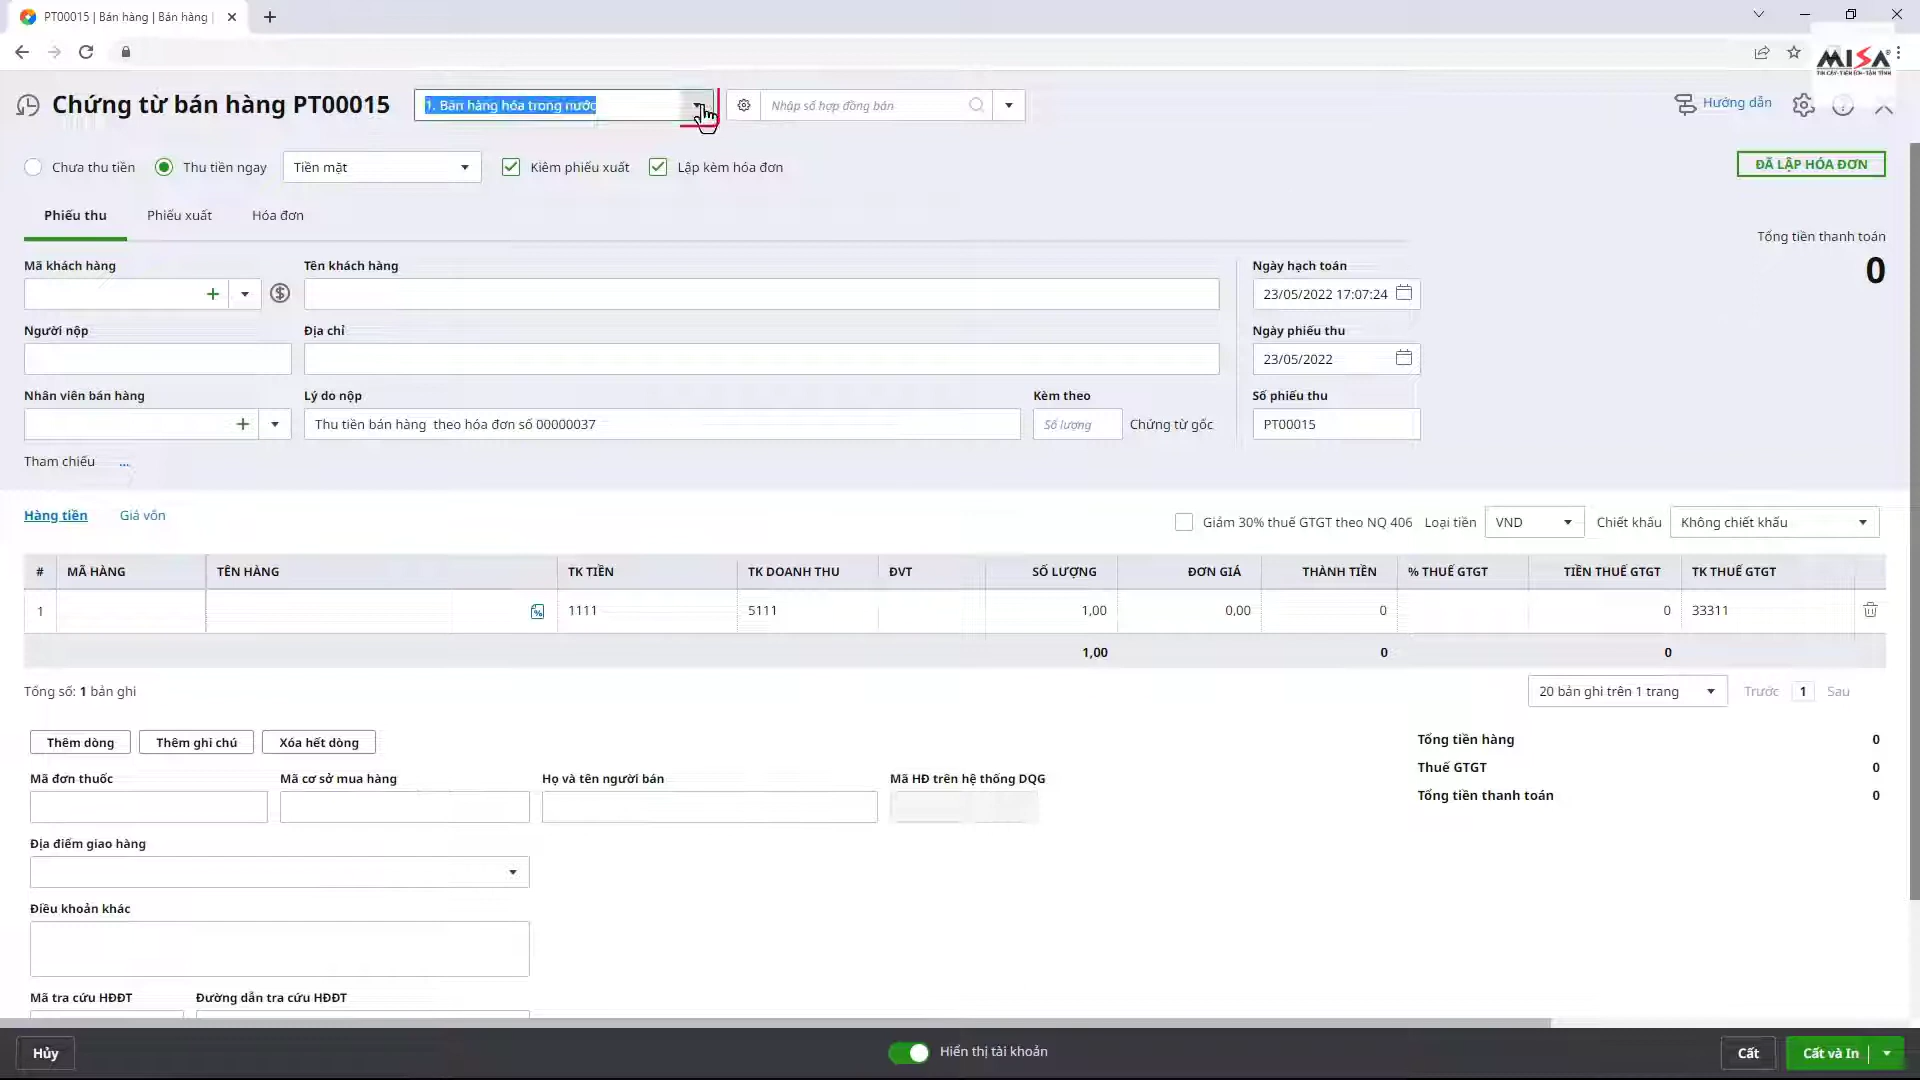 PT00015 | Bán hàng | Bán hàng |
MISA
TIN CẬY - TIỆN ÍCH - TẬN TÌNH
Chứng từ bán hàng PT00015
1. Bán hàng hóa trong nước
Nhập số hợp đồng bán
Hướng dẫn
Chưa thu tiền
Thu tiền ngay
Tiền mặt
Kiêm phiếu xuất
Lập kèm hóa đơn
ĐÃ LẬP HÓA ĐƠN
Phiếu thu
Phiếu xuất
Hóa đơn
Tổng tiền thanh toán
0
Mã khách hàng
Tên khách hàng
Ngày hạch toán
23/05/2022 17:07:24
Người nộp
Địa chỉ
Ngày phiếu thu
23/05/2022
Nhân viên bán hàng
Lý do nộp
Kèm theo
Số phiếu thu
Thu tiền bán hàng theo hóa đơn số 00000037
Số lượng
Chứng từ gốc
PT00015
Tham chiếu ...
Hàng tiền
Giá vốn
Giảm 30% thuế GTGT theo NQ 406
Loại tiền
VND
Chiết khấu
Không chiết khấu
# MÃ HÀNG TÊN HÀNG TK TIỀN TK DOANH THU ĐVT SỐ LƯỢNG ĐƠN GIÁ THÀNH TIỀN % THUẾ GTGT TIỀN THUẾ GTGT TK THUẾ GTGT
1 1111 5111 1,00 0,00 0 0 33311
1,00 0 0
Tổng số: 1 bản ghi
20 bản ghi trên 1 trang
Trước 1 Sau
Thêm dòng
Thêm ghi chú
Xóa hết dòng
Tổng tiền hàng 0
Thuế GTGT 0
Tổng tiền thanh toán 0
Mã đơn thuốc
Mã cơ sở mua hàng
Họ và tên người bán
Mã HĐ trên hệ thống DQG
Địa điểm giao hàng
Điều khoản khác
Mã tra cứu HĐĐT
Đường dẫn tra cứu HĐĐT
Hủy
Hiển thị tài khoản
Cất
Cất và In